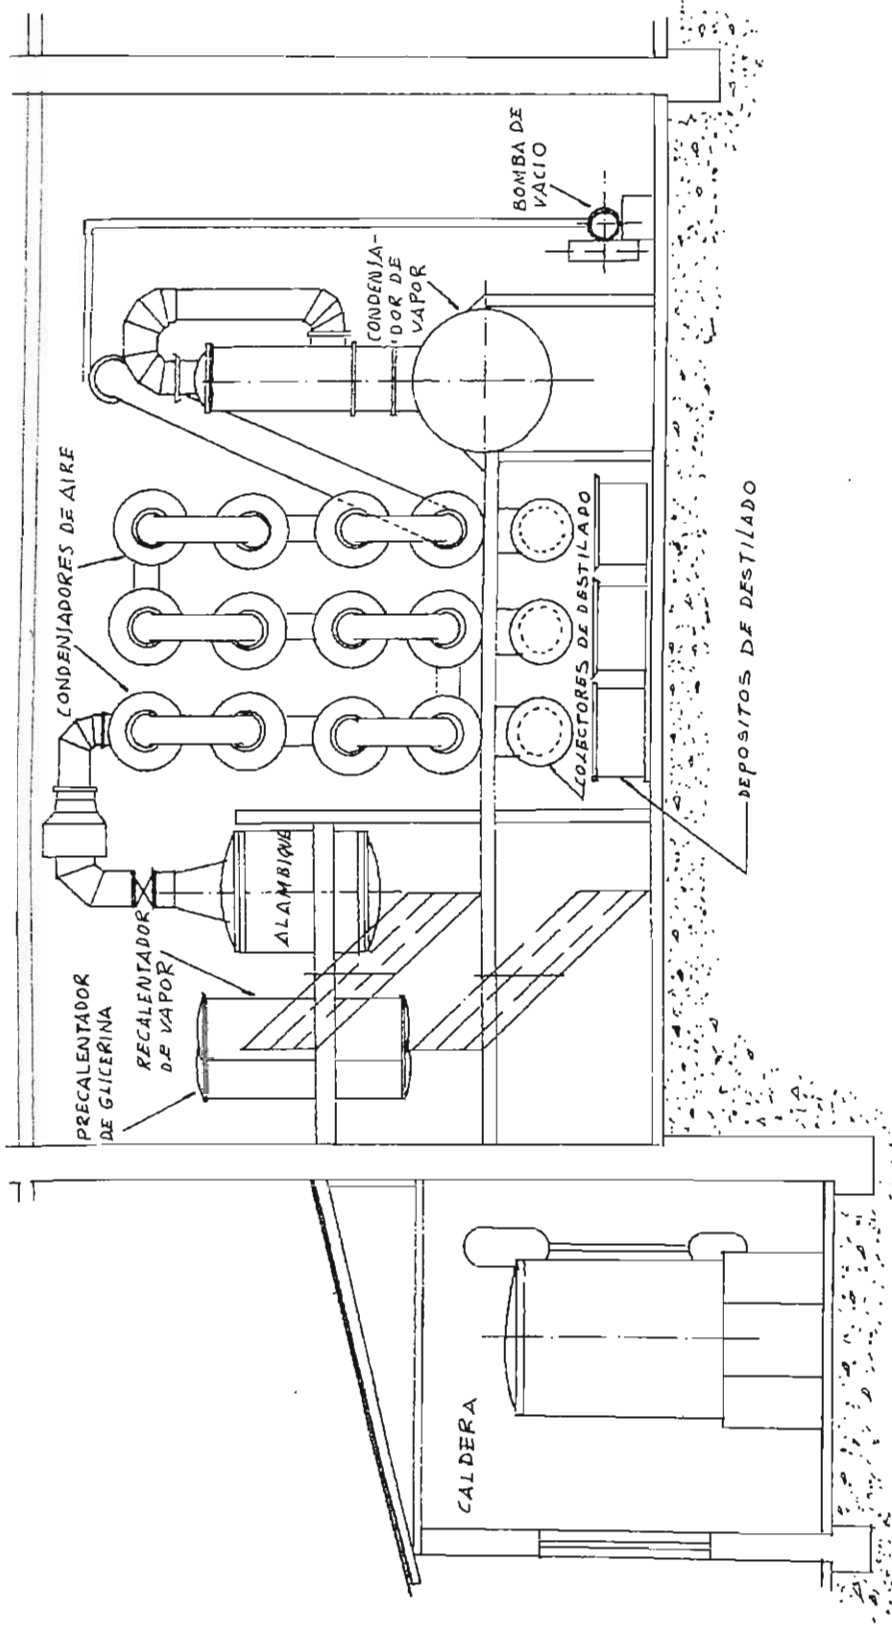 CALDERA
PRECALENTADOR
DE GLICERINA
RECALENTADOR
DE VAPOR
ALAMBIQUE
CONDENSADORES DE AIRE
CONDENSA-
DOR DE
VAPOR
BOMBA DE
VACIO
COLECTORES DE DESTILADO
DEPOSITOS DE DESTILADO